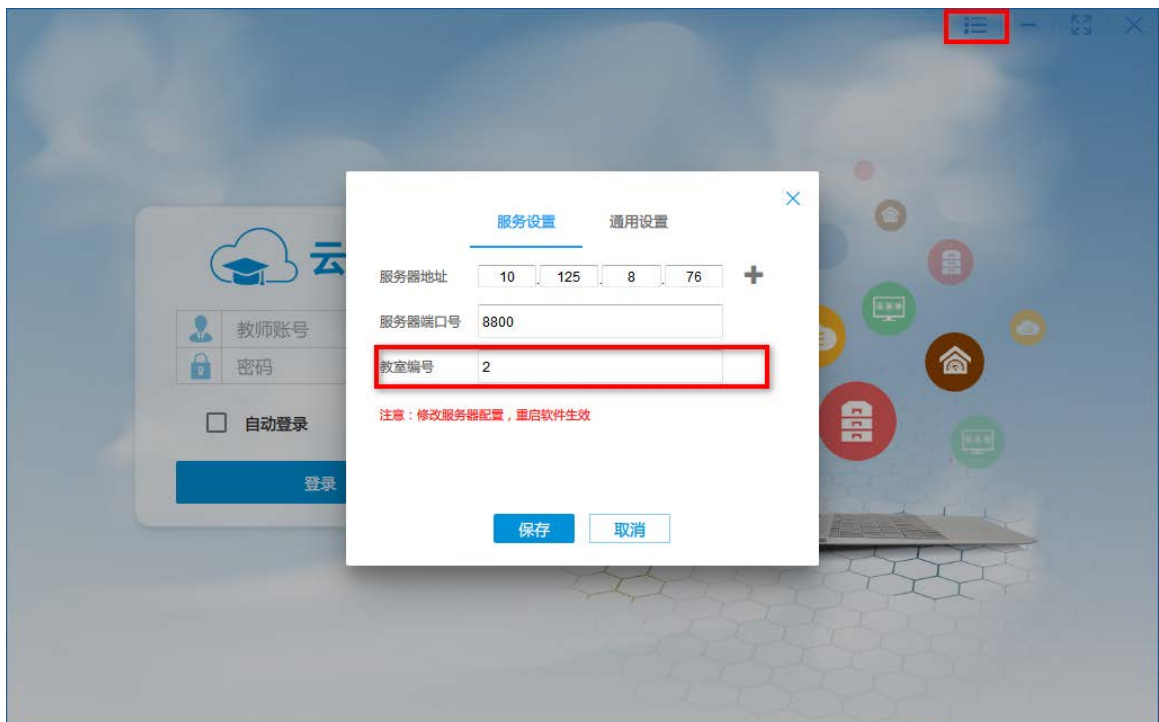 服务设置 通用设置
云
服务器地址 10 . 125 . 8 . 76
教师账号
服务器端口号 8800
密码
教室编号 2
自动登录
注意：修改服务器配置，重启软件生效
登录
保存 取消